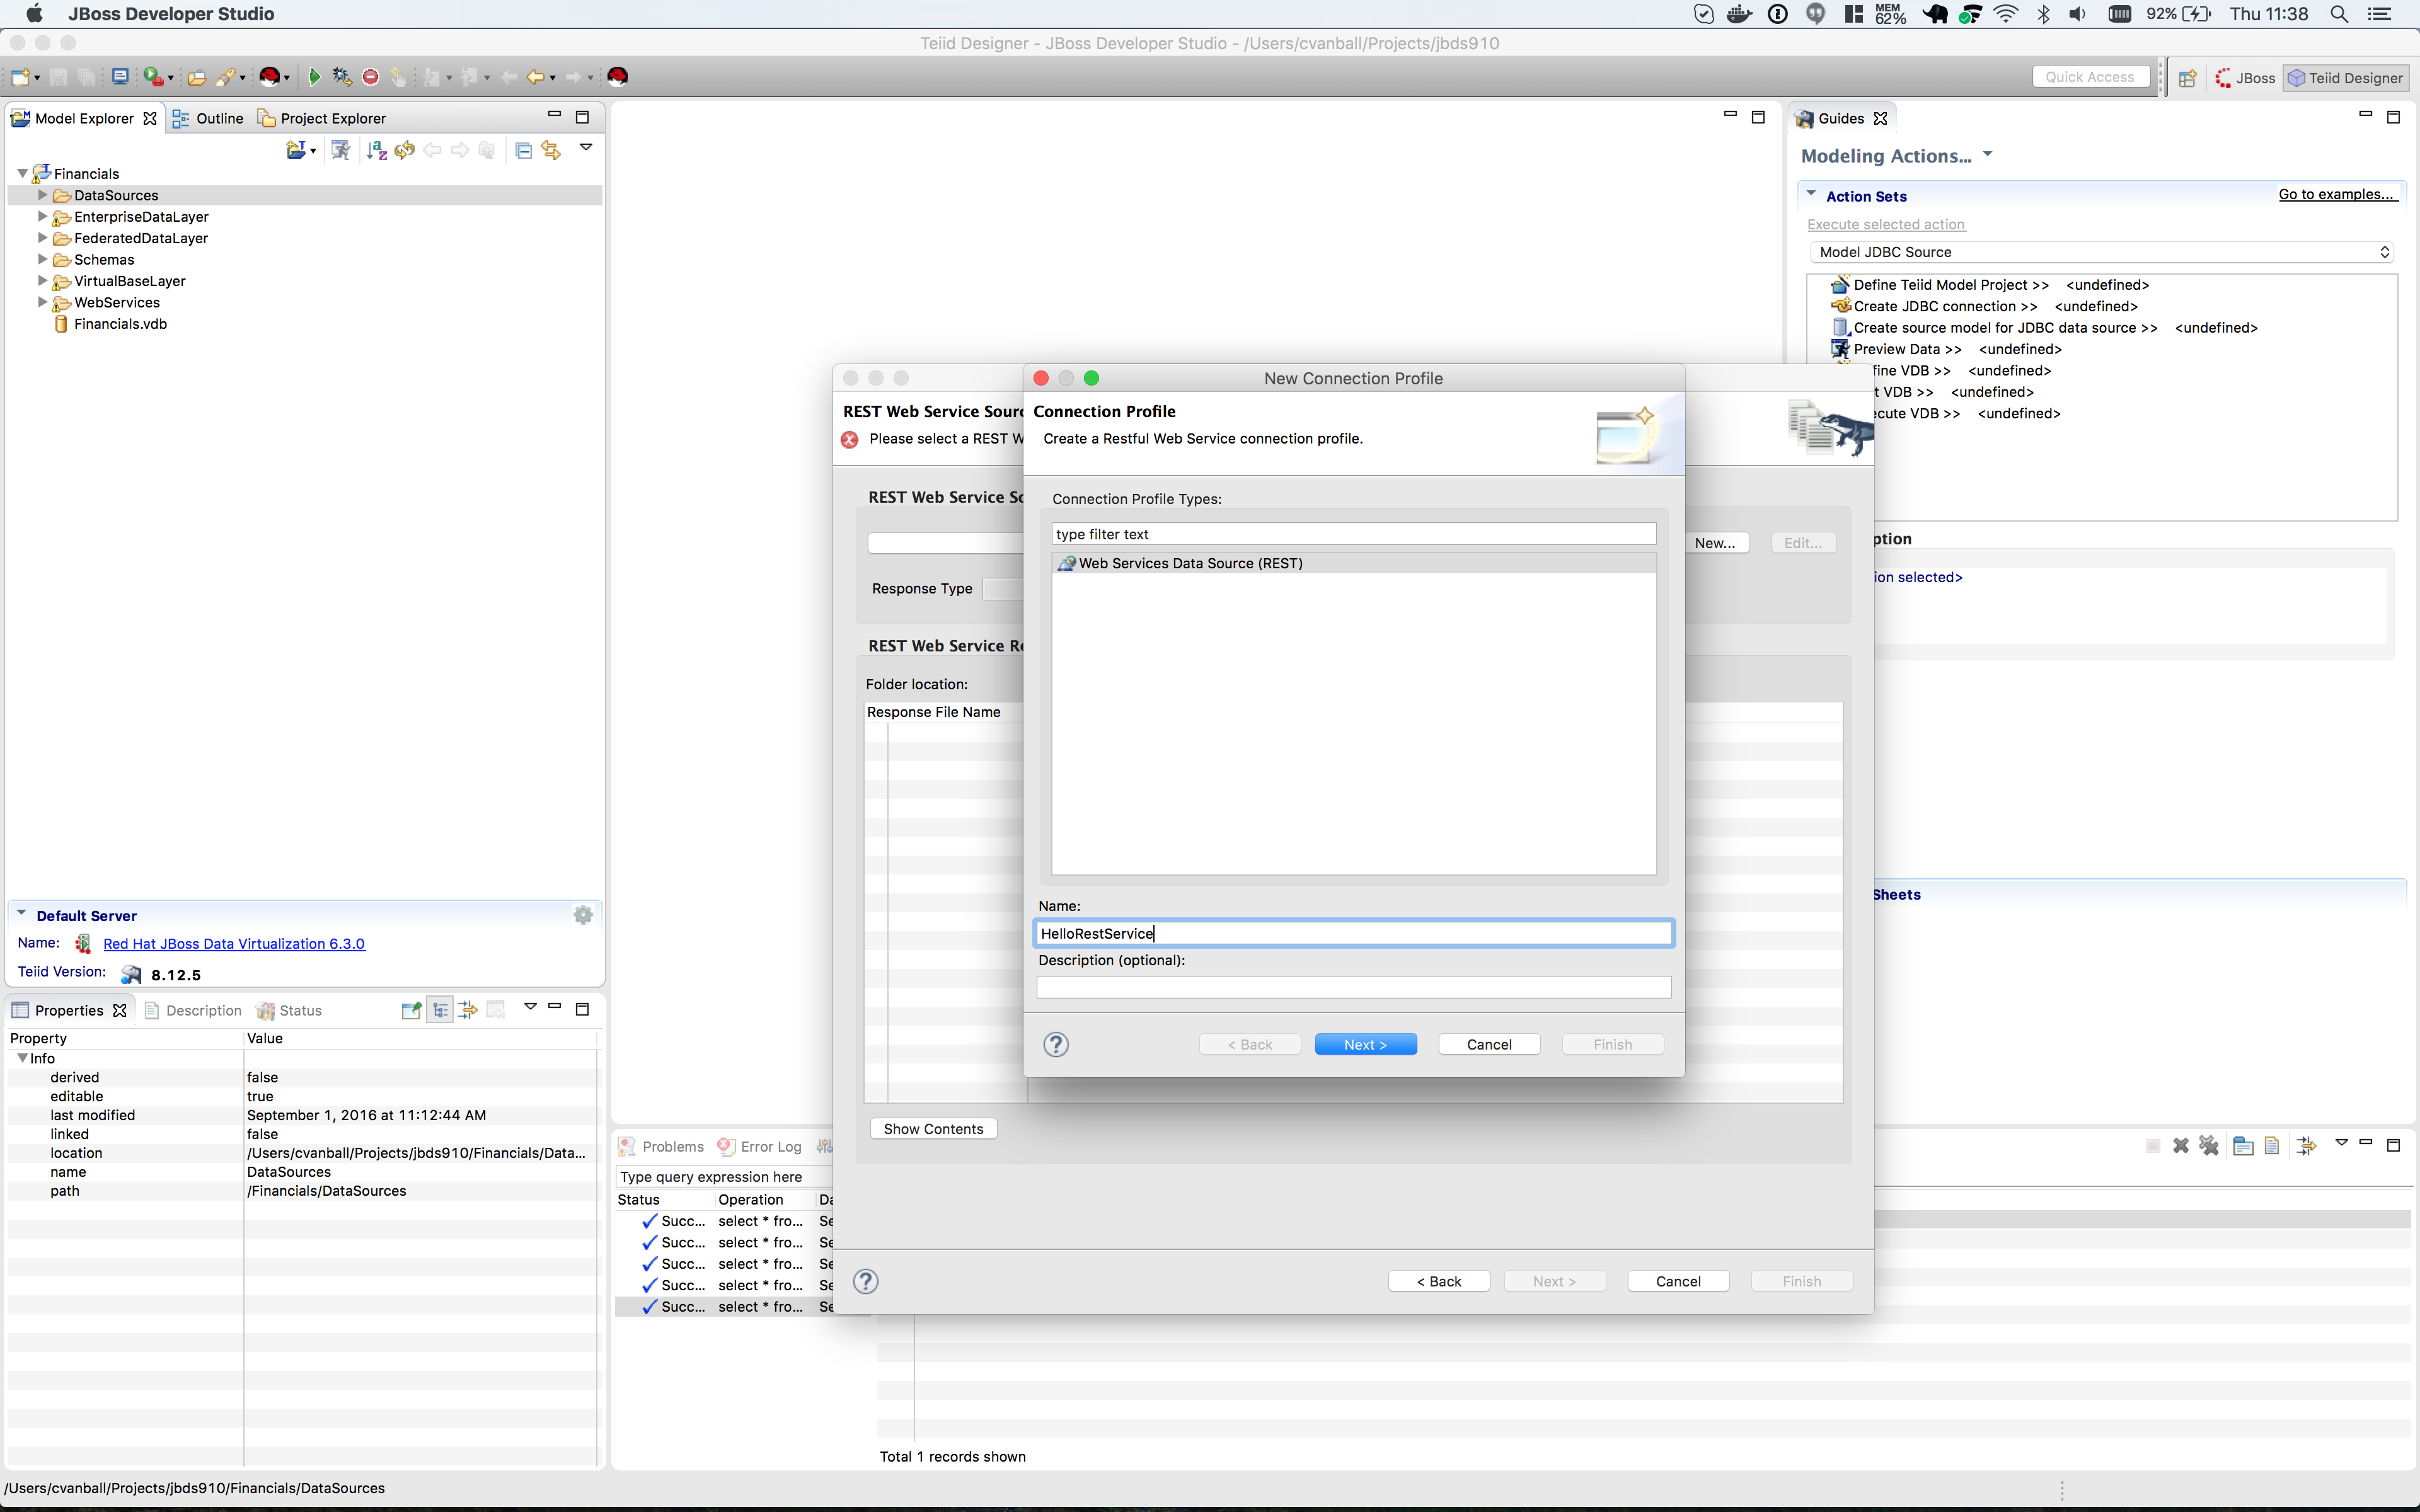 JBoss Developer Studio
MEM
62%
92%
Thu 11:38
Teiid Designer - JBoss Developer Studio - /Users/cvanball/Projects/jbds910
Quick Access
JBoss
Teiid Designer
Model Explorer
Outline
Project Explorer
Financials
DataSources
EnterpriseDataLayer
FederatedDataLayer
Schemas
VirtualBaseLayer
WebServices
Financials.vdb
Default Server
Name: Red Hat JBoss Data Virtualization 6.3.0
Teiid Version: 8.12.5
Properties
Description
Status
Property Value
Info
derived false
editable true
last modified September 1, 2016 at 11:12:44 AM
linked false
location /Users/cvanball/Projects/jbds910/Financials/Data...
name DataSources
path /Financials/DataSources
/Users/cvanball/Projects/jbds910/Financials/DataSources
REST Web Service Sour
Please select a REST W
REST Web Service So
New...
Edit...
Response Type
REST Web Service Re
Folder location:
Response File Name
Show Contents
< Back
Next >
Cancel
Finish
New Connection Profile
Connection Profile
Create a Restful Web Service connection profile.
Connection Profile Types:
type filter text
Web Services Data Source (REST)
Name:
HelloRestService
Description (optional):
< Back
Next >
Cancel
Finish
Problems
Error Log
Type query expression here
Status Operation Da
Succ... select * fro... Se
Succ... select * fro... Se
Succ... select * fro... Se
Succ... select * fro... Se
Succ... select * fro... Se
Total 1 records shown
Guides
Modeling Actions...
Action Sets
Go to examples...
Execute selected action
Model JDBC Source
Define Teiid Model Project >> <undefined>
Create JDBC connection >> <undefined>
Create source model for JDBC data source >> <undefined>
Preview Data >> <undefined>
fine VDB >> <undefined>
t VDB >> <undefined>
ecute VDB >> <undefined>
ption
ion selected>
Sheets